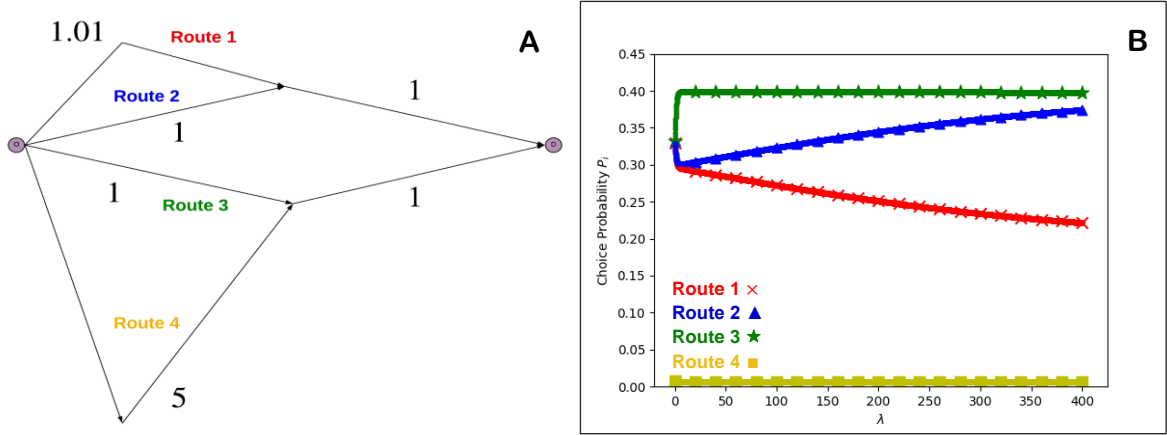 A
1.01
Route 1
Route 2
1
1
D
D
1
Route 3
1
Route 4
5
B
0.45
0.40
0.35
0.30
0.25
0.20
0.15
0.10
0.05
0.00
Choice Probability Pi
Route 1
Route 2
Route 3
Route 4
0 50 100 150 200 250 300 350 400
λ